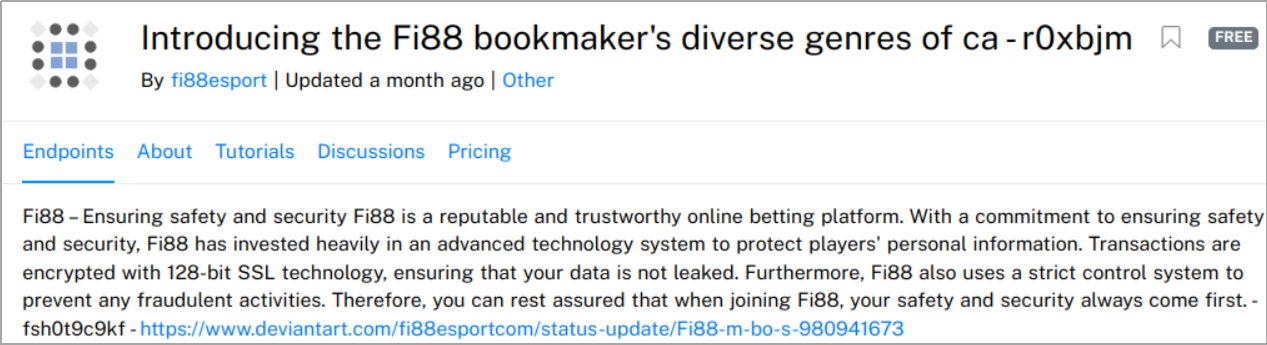 Introducing the Fi88 bookmaker's diverse genres of ca - r0xbjm
FREE
By fi88esport | Updated a month ago | Other
Endpoints About Tutorials Discussions Pricing
Fi88 – Ensuring safety and security Fi88 is a reputable and trustworthy online betting platform. With a commitment to ensuring safety
and security, Fi88 has invested heavily in an advanced technology system to protect players' personal information. Transactions are
encrypted with 128-bit SSL technology, ensuring that your data is not leaked. Furthermore, Fi88 also uses a strict control system to
prevent any fraudulent activities. Therefore, you can rest assured that when joining Fi88, your safety and security always come first. -
fsh0t9c9kf - https://www.deviantart.com/fi88esportcom/status-update/Fi88-m-bo-s-980941673